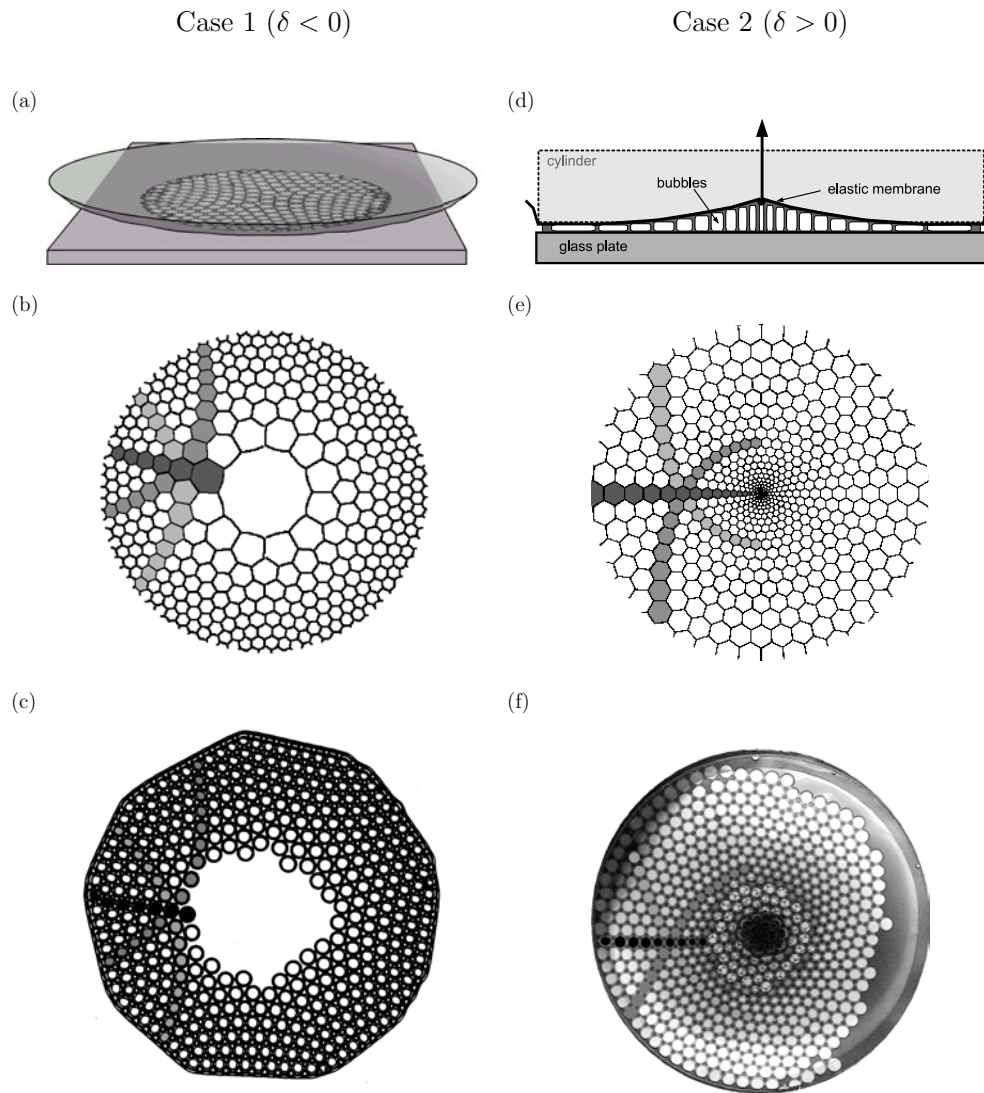 Case 1 (δ < 0)
Case 2 (δ > 0)
(a)
(d)
cylinder
bubbles
elastic membrane
glass plate
(b)
(e)
(c)
(f)